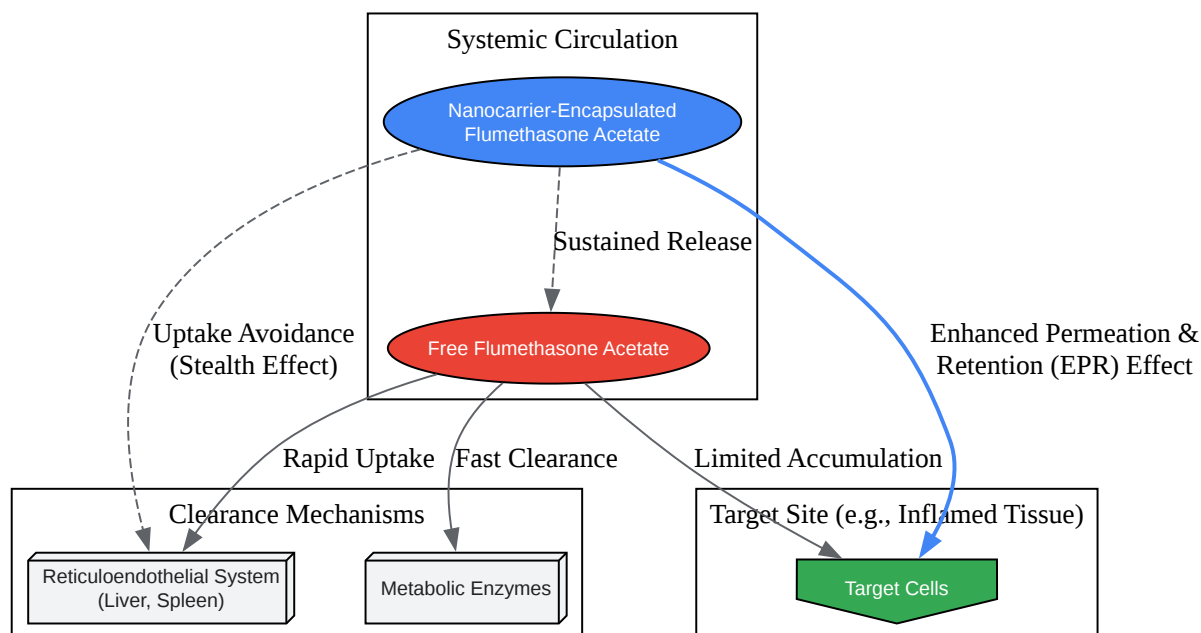 Systemic Circulation
Nanocarrier-Encapsulated
Flumethasone Acetate
Sustained Release
Free Flumethasone Acetate
Uptake Avoidance
(Stealth Effect)
Enhanced Permeation &
Retention (EPR) Effect
Rapid Uptake
Fast Clearance
Limited Accumulation
Clearance Mechanisms
Reticuloendothelial System
(Liver, Spleen)
Metabolic Enzymes
Target Site (e.g., Inflamed Tissue)
Target Cells